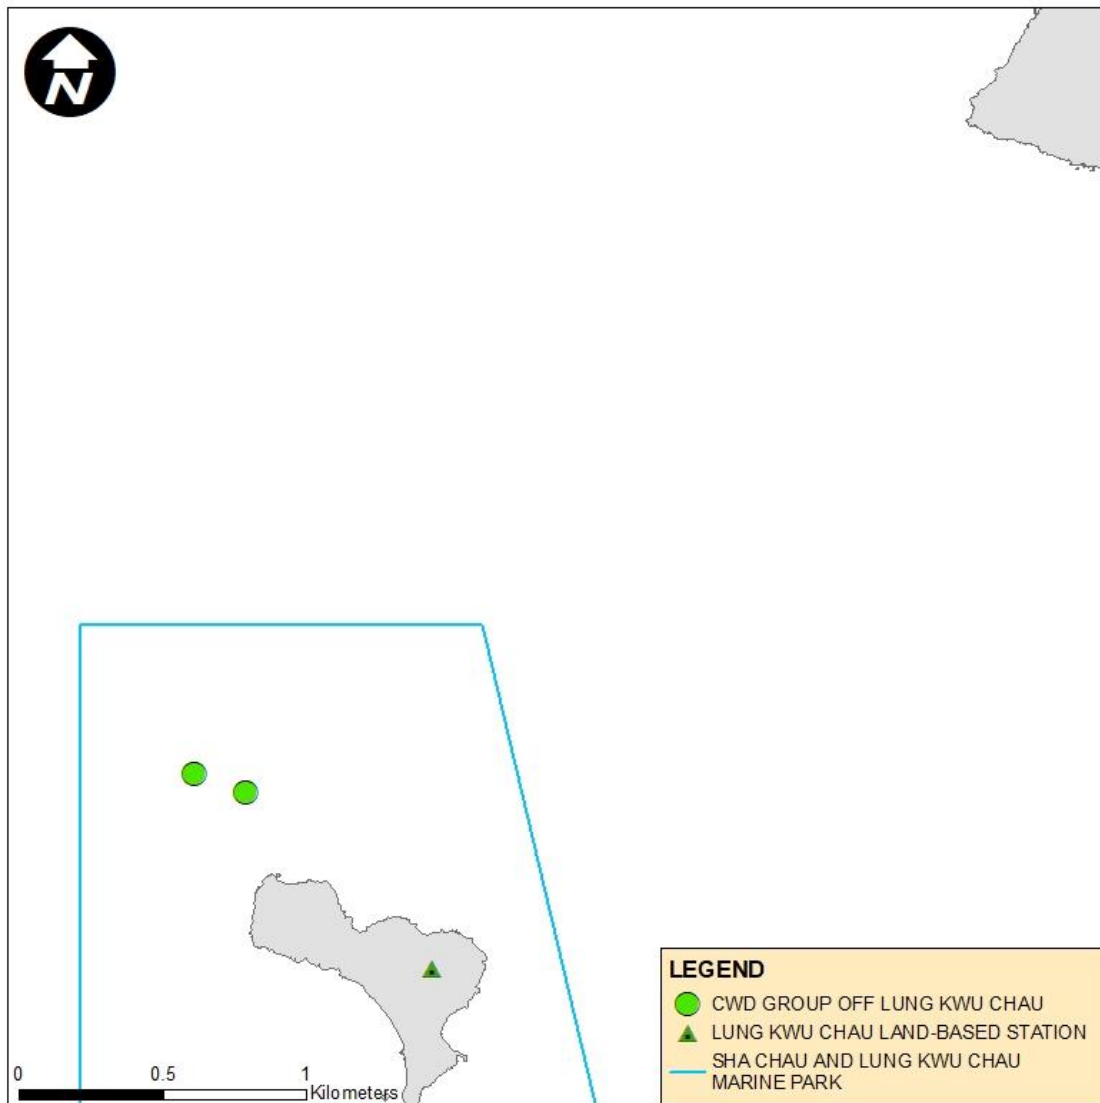 N
LEGEND
CWD GROUP OFF LUNG KWU CHAU
LUNG KWU CHAU LAND-BASED STATION
SHA CHAU AND LUNG KWU CHAU
MARINE PARK
0 0.5 1
Kilometers